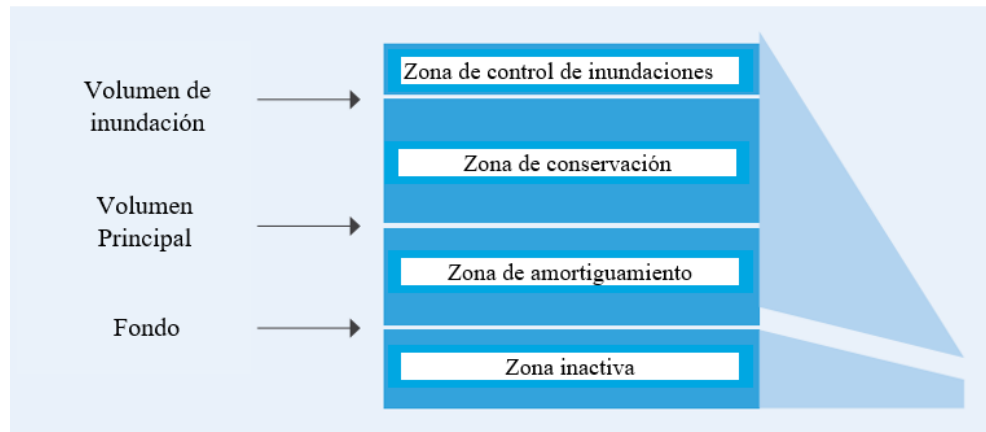 Zona de control de inundaciones
Volumen de
inundación
Zona de conservación
Volumen
Principal
Zona de amortiguamiento
Fondo
Zona inactiva